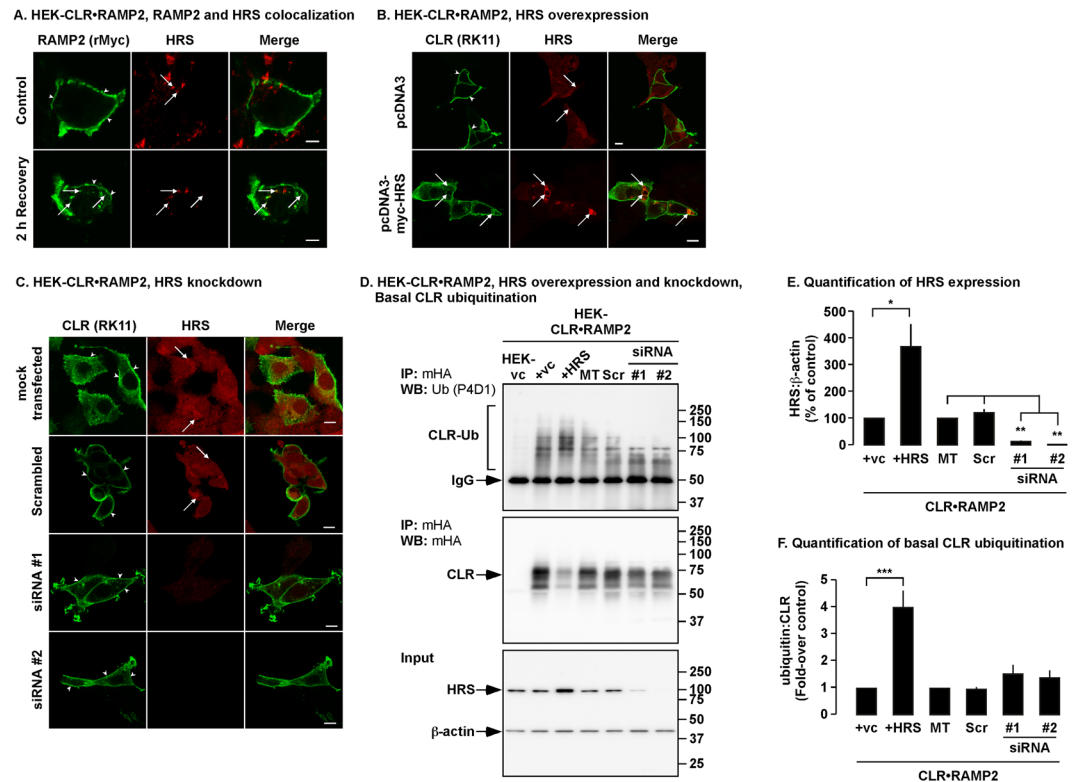 A. HEK-CLR•RAMP2, RAMP2 and HRS colocalization
RAMP2 (rMyc) HRS Merge
Control
2 h Recovery
B. HEK-CLR•RAMP2, HRS overexpression
CLR (RK11) HRS Merge
pcDNA3
pcDNA3-
myc-HRS
C. HEK-CLR•RAMP2, HRS knockdown
CLR (RK11) HRS Merge
mock
transfected
Scrambled
siRNA #1
siRNA #2
D. HEK-CLR•RAMP2, HRS overexpression and knockdown,
Basal CLR ubiquitination
HEK-
CLR•RAMP2
siRNA
HEK-
vc +vc +HRS MT Scr #1 #2
IP: mHA
WB: Ub (P4D1)
CLR-Ub
IgG
250
150
100
75
50
37
IP: mHA
WB: mHA
CLR
250
150
100
75
50
37
Input
HRS
β-actin
250
150
100
75
50
37
25
E. Quantification of HRS expression
HRS:β-actin
(% of control)
500
400
300
200
100
0
*
** **
+vc +HRS MT Scr #1 #2
siRNA
CLR•RAMP2
F. Quantification of basal CLR ubiquitination
ubiquitin:CLR
(Fold-over control)
5
4
3
2
1
0
***
+vc +HRS MT Scr #1 #2
siRNA
CLR•RAMP2